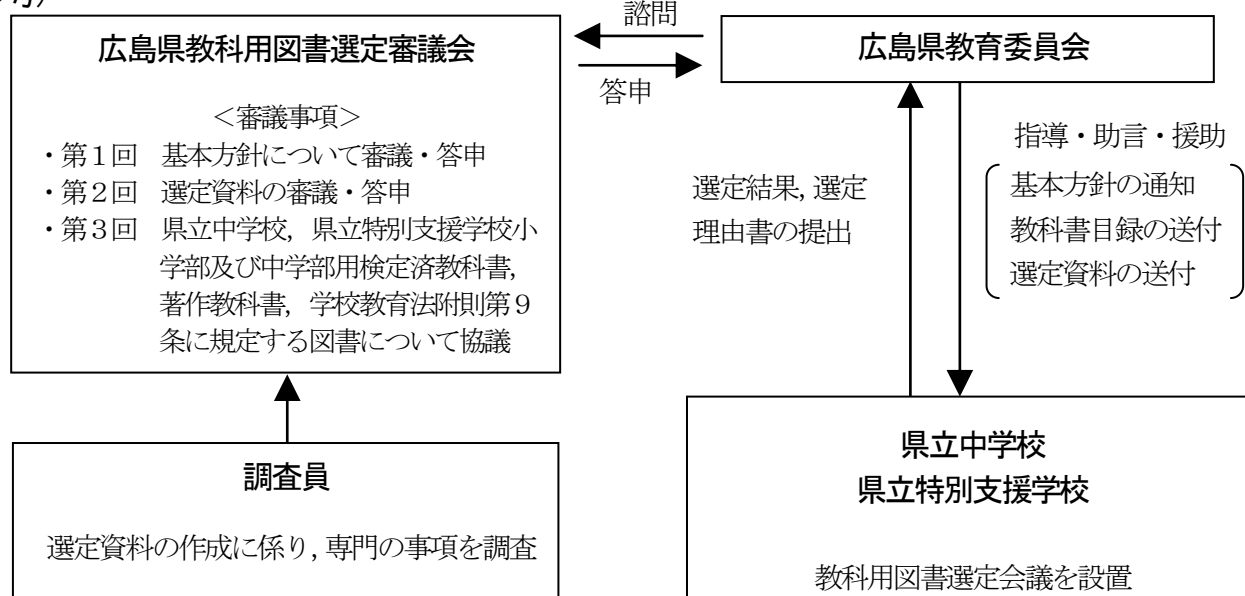 諮問
広島県教科用図書選定審議会
＜審議事項＞
・第１回　基本方針について審議・答申
・第２回　選定資料の審議・答申
・第３回　県立中学校，県立特別支援学校小
学部及び中学部用検定済教科書，
著作教科書，学校教育法附則第９
条に規定する図書について協議
答申
広島県教育委員会
選定結果，選定
理由書の提出
指導・助言・援助
基本方針の通知
教科書目録の送付
選定資料の送付
調査員
選定資料の作成に係り，専門の事項を調査
県立中学校
県立特別支援学校
教科用図書選定会議を設置